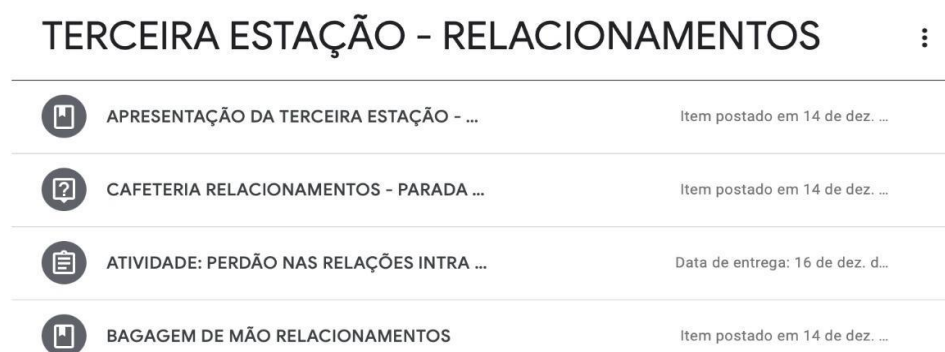 TERCEIRA ESTAÇÃO - RELACIONAMENTOS
APRESENTAÇÃO DA TERCEIRA ESTAÇÃO - ...
Item postado em 14 de dez. ...
CAFETERIA RELACIONAMENTOS - PARADA ...
Item postado em 14 de dez. ...
ATIVIDADE: PERDÃO NAS RELAÇÕES INTRA ...
Data de entrega: 16 de dez. d...
BAGAGEM DE MÃO RELACIONAMENTOS
Item postado em 14 de dez. ...